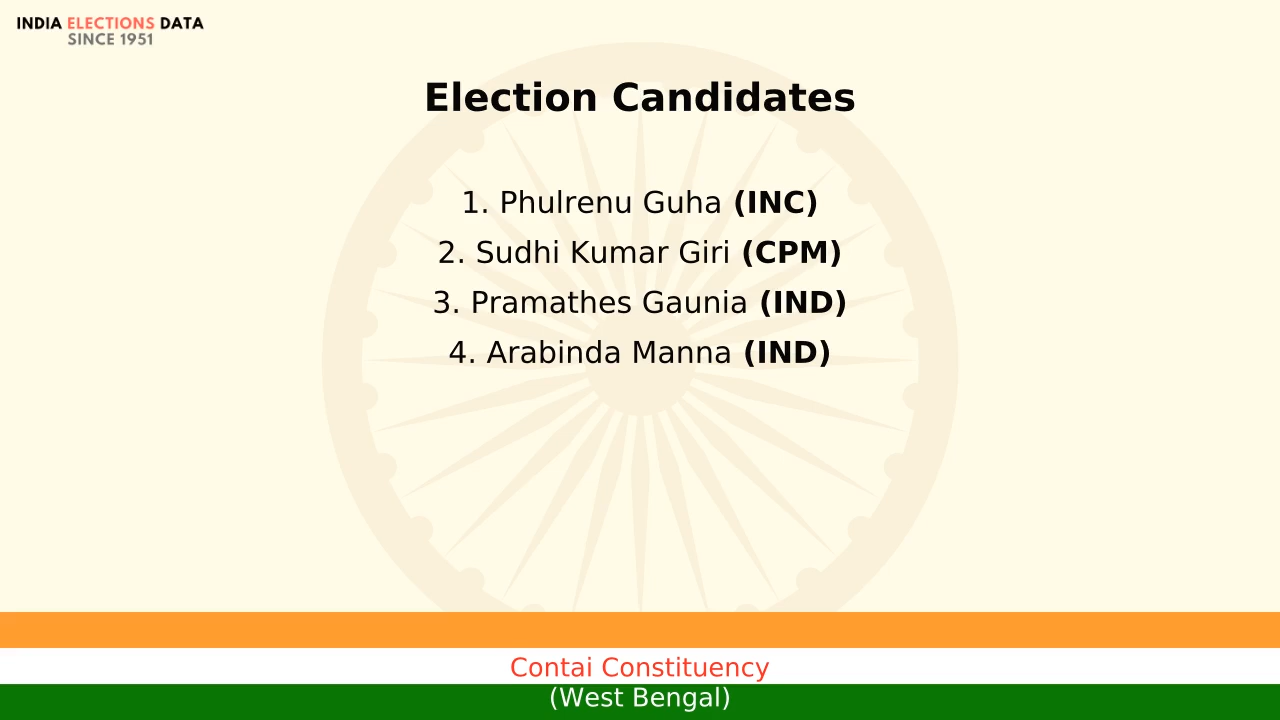 INDIA ELECTIONS DATA
SINCE 1951
Election Candidates
1. Phulrenu Guha (INC)
2. Sudhi Kumar Giri (CPM)
3. Pramathes Gaunia (IND)
4. Arabinda Manna (IND)
Contai Constituency
(West Bengal)